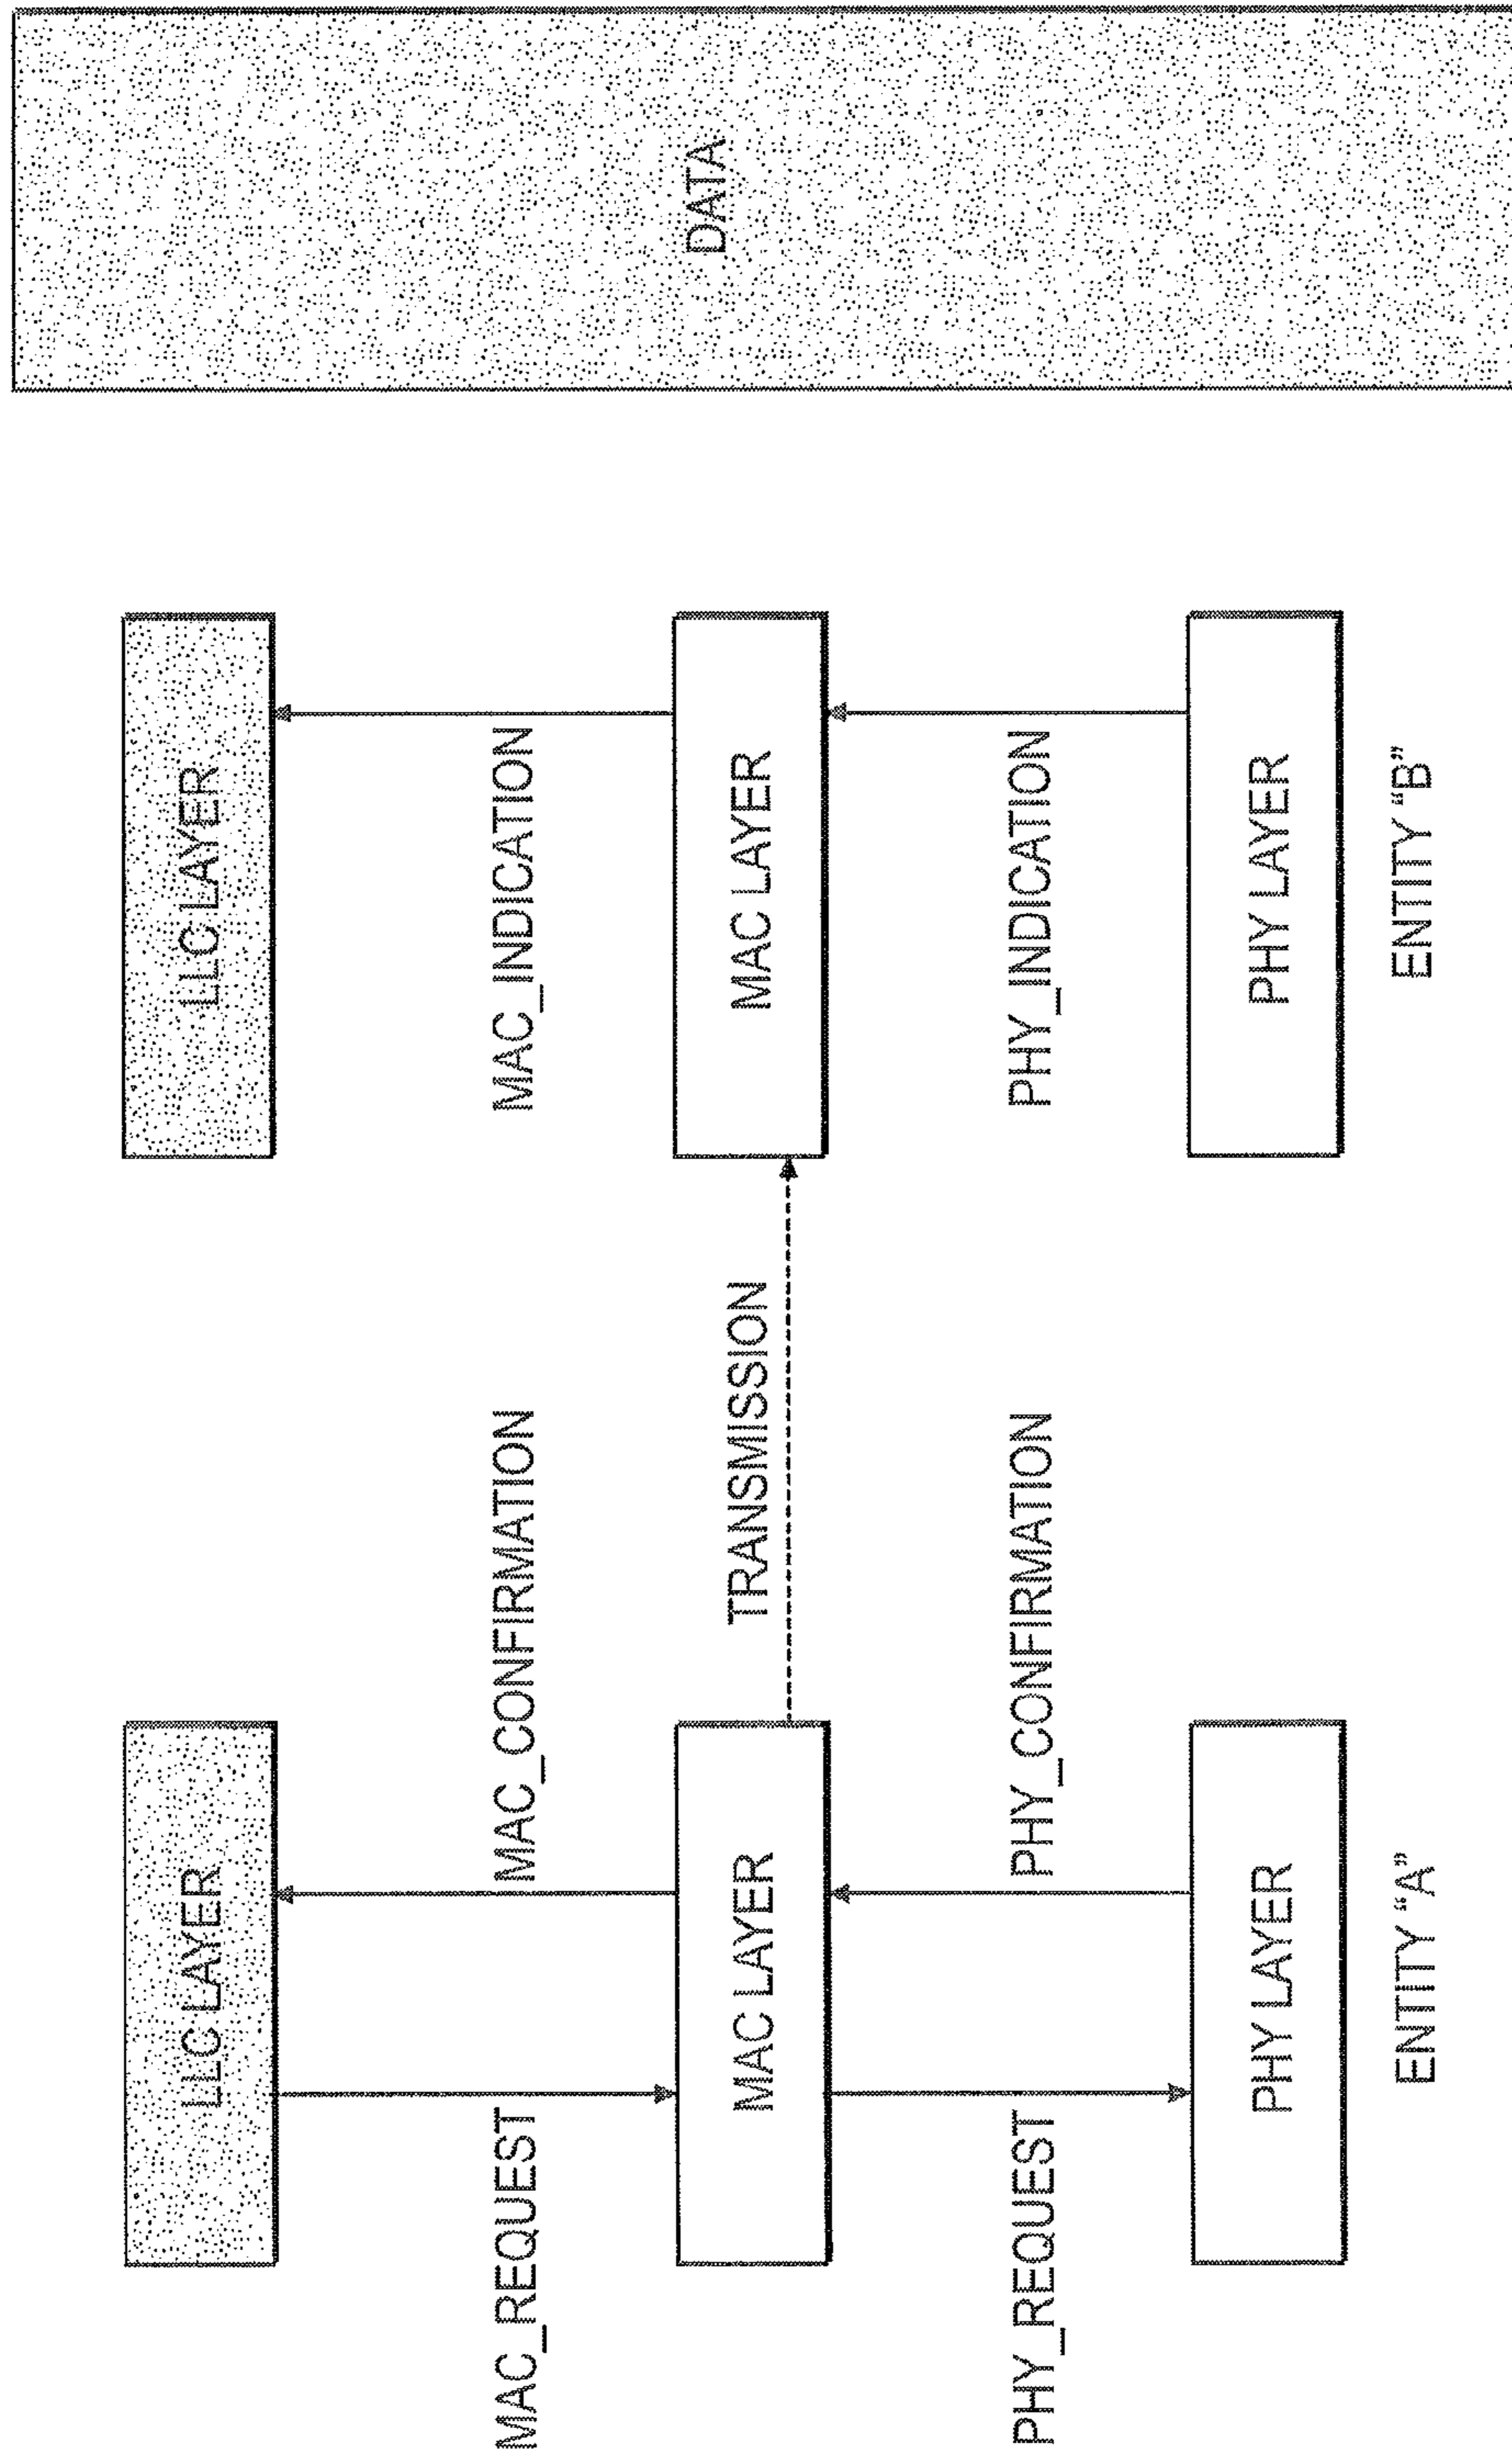 LLC LAYER
LLC LAYER
MAC_REQUEST
MAC_CONFIRMATION
MAC_INDICATION
MAC LAYER
TRANSMISSION
MAC LAYER
DATA
PHY_REQUEST
PHY_CONFIRMATION
PHY_INDICATION
PHY LAYER
PHY LAYER
ENTITY “A”
ENTITY “B”